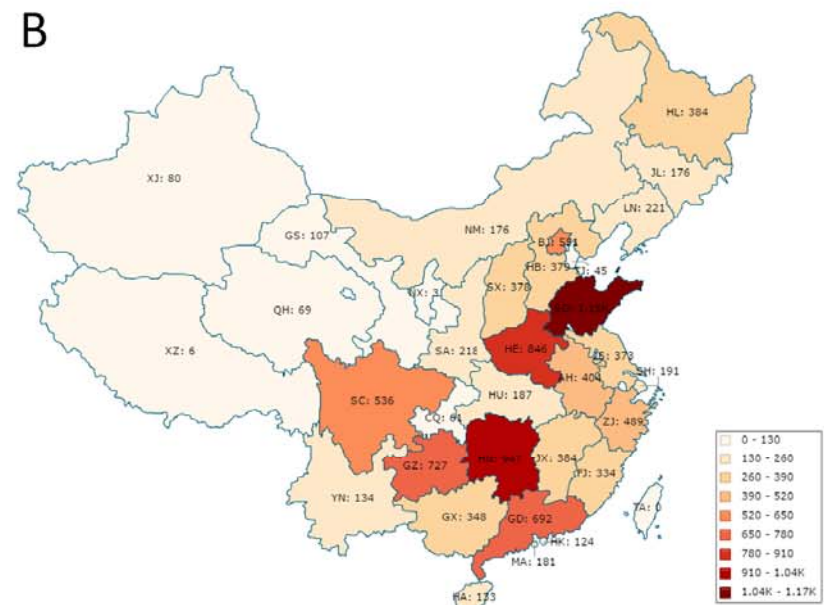 B
HL: 384
JL: 176
XJ: 80
LN: 221
GS: 107
NM: 176
BJ: 591
HB: 379
TJ: 45
SX: 378
QH: 69
SA: 218
HE: 846
XZ: 6
JS: 373
AH: 404
SH: 191
HU: 187
SC: 536
CQ: 61
ZJ: 489
GZ: 727
JX: 384
FJ: 334
YN: 134
GX: 348
GD: 692
TA: 0
HK: 124
MA: 181
HA: 133
0 - 130
130 - 260
260 - 390
390 - 520
520 - 650
650 - 780
780 - 910
910 - 1.04K
1.04K - 1.17K